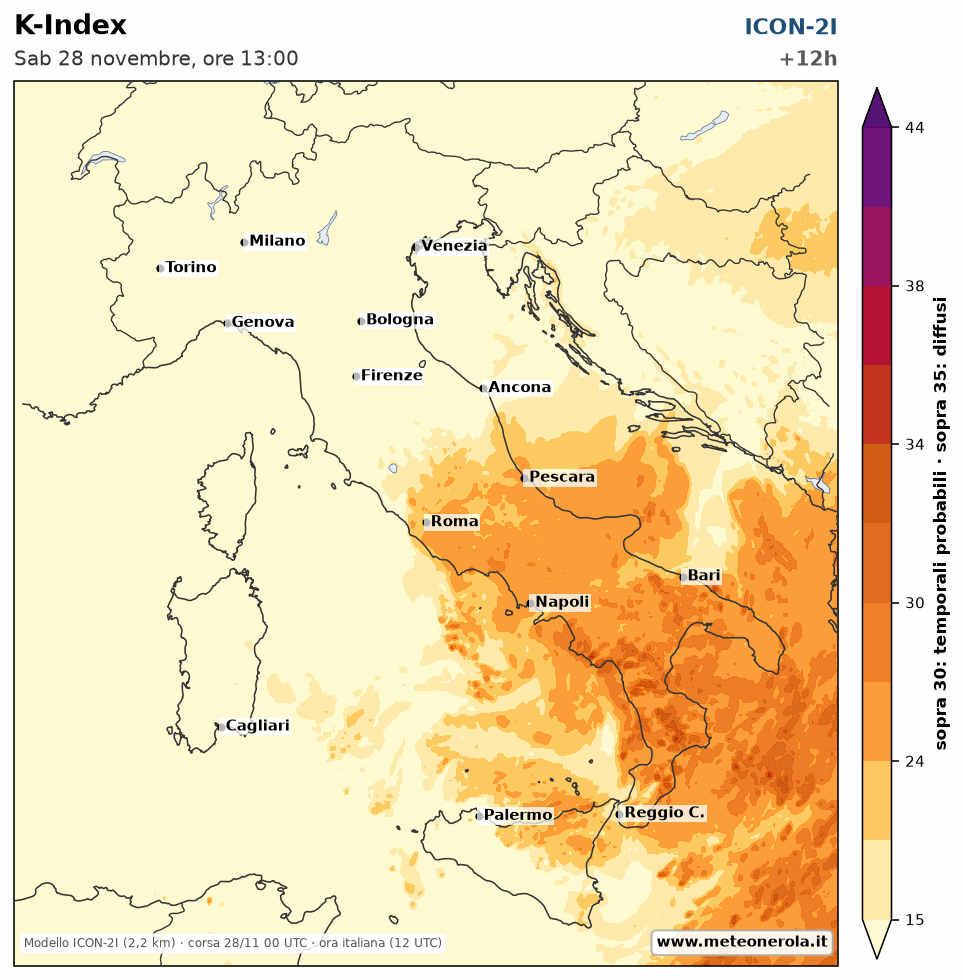 K-Index
ICON-2I
Sab 28 novembre, ore 13:00
+12h
44
38
34
30
24
15
sopra 30: temporali probabili · sopra 35: diffusi
Milano
Venezia
Torino
Genova
Bologna
Firenze
Ancona
Pescara
Roma
Bari
Napoli
Cagliari
Palermo
Reggio C.
Modello ICON-2I (2,2 km) · corsa 28/11 00 UTC · ora italiana (12 UTC)
www.meteonerola.it